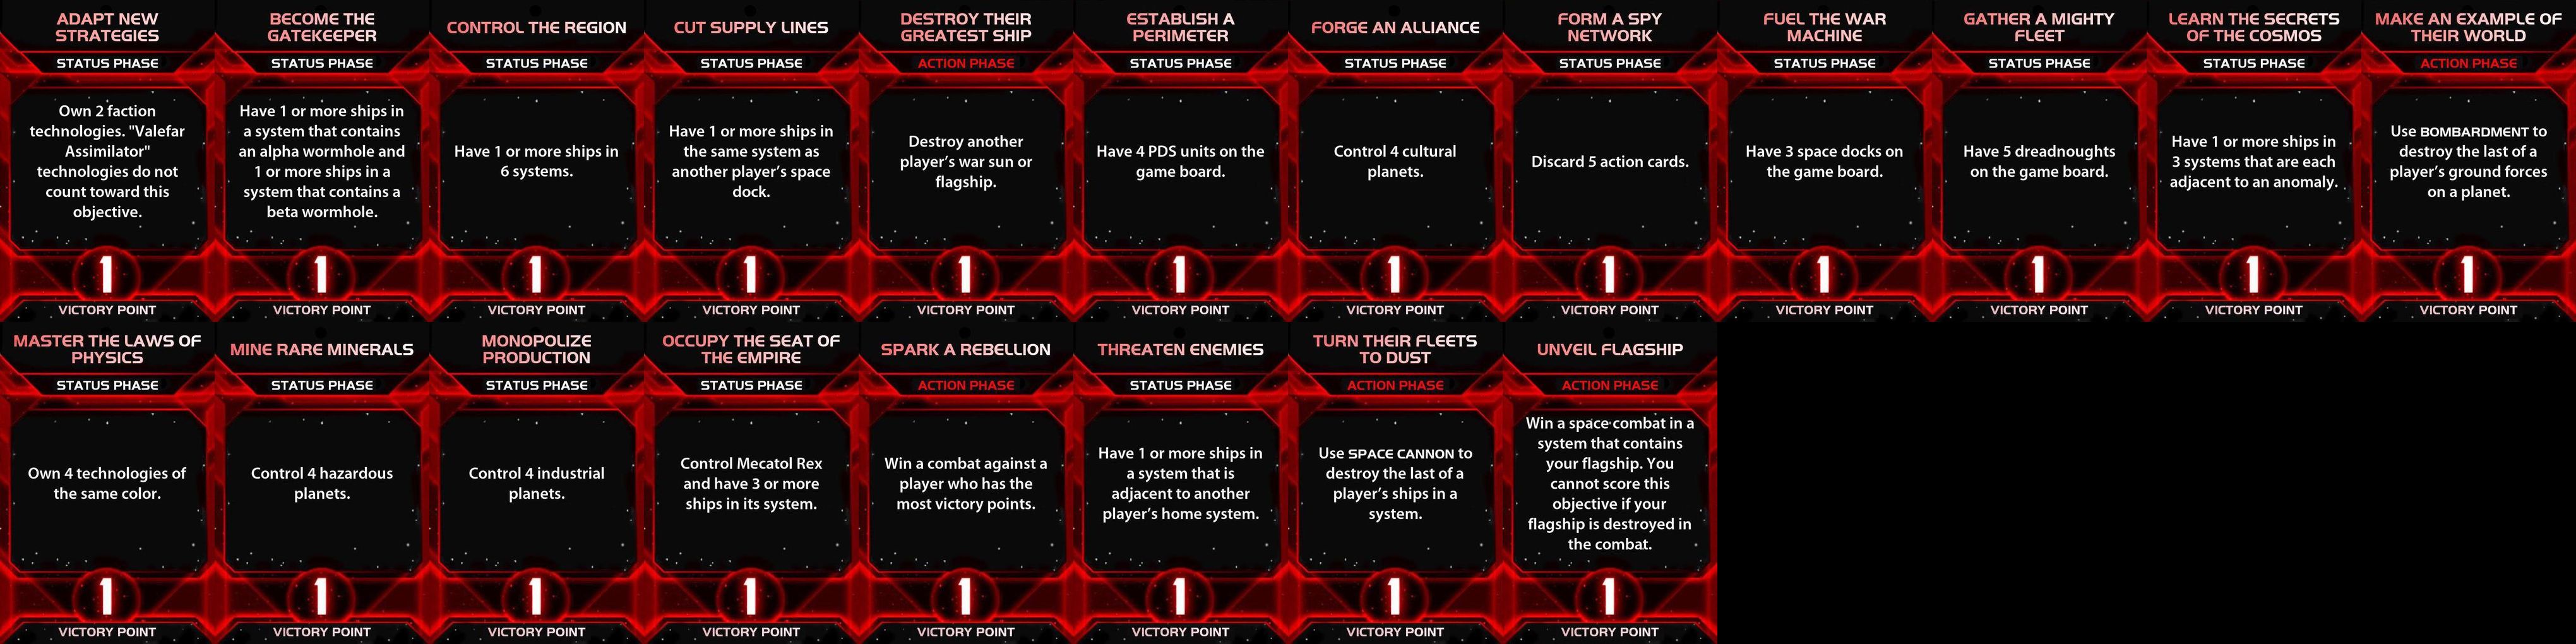 ADAPT NEW
STRATEGIES
STATUS PHASE
Own 2 faction
technologies. "Valefar
Assimilator"
technologies do not
count toward this
objective.
1
VICTORY POINT
BECOME THE
GATEKEEPER
STATUS PHASE
Have 1 or more ships in
a system that contains
an alpha wormhole and
1 or more ships in a
system that contains a
beta wormhole.
1
VICTORY POINT
CONTROL THE REGION
STATUS PHASE
Have 1 or more ships in
6 systems.
1
VICTORY POINT
CUT SUPPLY LINES
STATUS PHASE
Have 1 or more ships in
the same system as
another player's space
dock.
1
VICTORY POINT
DESTROY THEIR
GREATEST SHIP
ACTION PHASE
Destroy another
player's war sun or
flagship.
1
VICTORY POINT
ESTABLISH A
PERIMETER
STATUS PHASE
Have 4 PDS units on the
game board.
1
VICTORY POINT
FORGE AN ALLIANCE
STATUS PHASE
Control 4 cultural
planets.
1
VICTORY POINT
FORM A SPY
NETWORK
STATUS PHASE
Discard 5 action cards.
1
VICTORY POINT
FUEL THE WAR
MACHINE
STATUS PHASE
Have 3 space docks on
the game board.
1
VICTORY POINT
GATHER A MIGHTY
FLEET
STATUS PHASE
Have 5 dreadnoughts
on the game board.
1
VICTORY POINT
LEARN THE SECRETS
OF THE COSMOS
STATUS PHASE
Have 1 or more ships in
3 systems that are each
adjacent to an anomaly.
1
VICTORY POINT
MAKE AN EXAMPLE OF
THEIR WORLD
ACTION PHASE
Use BOMBARDMENT to
destroy the last of a
player's ground forces
on a planet.
1
VICTORY POINT
MASTER THE LAWS OF
PHYSICS
STATUS PHASE
Own 4 technologies of
the same color.
1
VICTORY POINT
MINE RARE MINERALS
STATUS PHASE
Control 4 hazardous
planets.
1
VICTORY POINT
MONOPOLIZE
PRODUCTION
STATUS PHASE
Control 4 industrial
planets.
1
VICTORY POINT
OCCUPY THE SEAT OF
THE EMPIRE
STATUS PHASE
Control Mecatol Rex
and have 3 or more
ships in its system.
1
VICTORY POINT
SPARK A REBELLION
ACTION PHASE
Win a combat against a
player who has the
most victory points.
1
VICTORY POINT
THREATEN ENEMIES
STATUS PHASE
Have 1 or more ships in
a system that is
adjacent to another
player's home system.
1
VICTORY POINT
TURN THEIR FLEETS
TO DUST
ACTION PHASE
Use SPACE CANNON to
destroy the last of a
player's ships in a
system.
1
VICTORY POINT
UNVEIL FLAGSHIP
ACTION PHASE
Win a space combat in a
system that contains
your flagship. You
cannot score this
objective if your
flagship is destroyed in
the combat.
1
VICTORY POINT